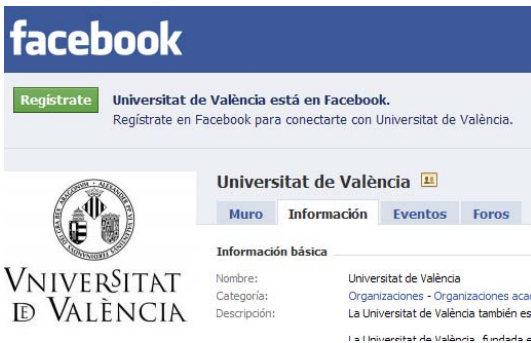 facebook
Regístrate
Universitat de València está en Facebook.
Regístrate en Facebook para conectarte con Universitat de València.
Universitat de València
Muro Información Eventos Foros
Información básica
Nombre: Universitat de València
Categoría: Organizaciones - Organizaciones aca
Descripción: La Universitat de València también es
La Universitat de València, fundada e
VNIVERSITAT
ID VALÈNCIA